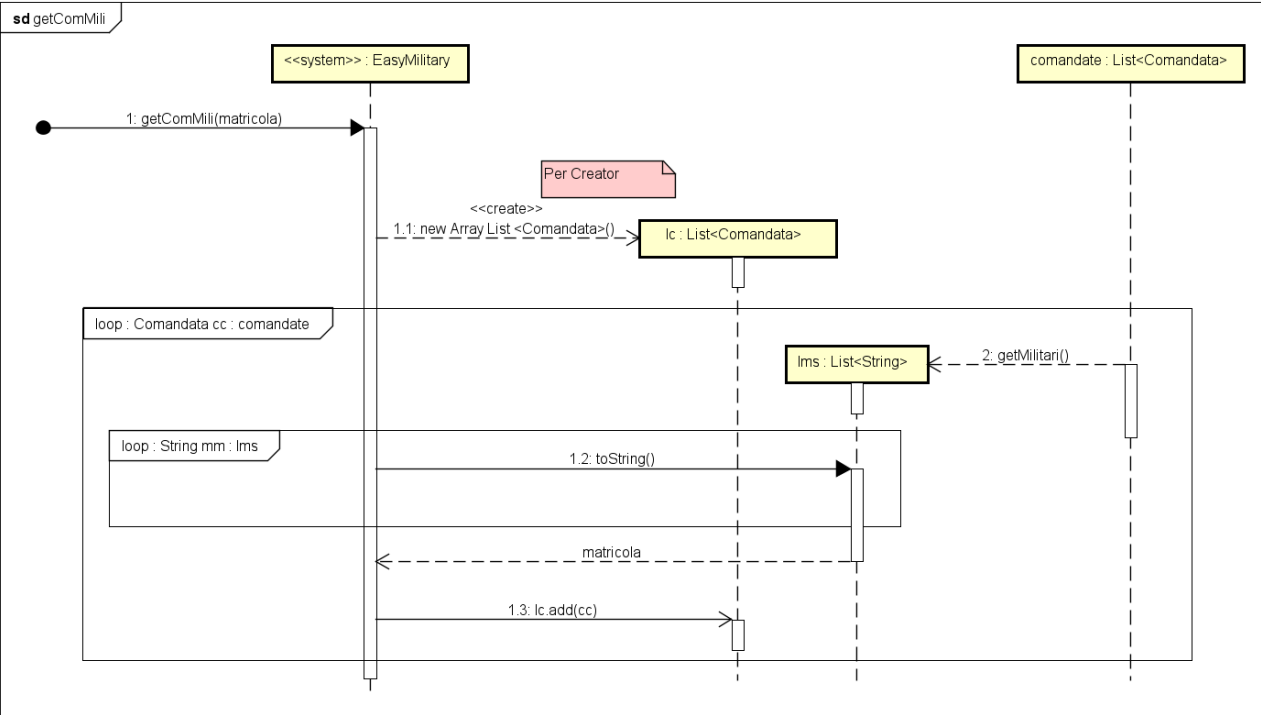 sd getComMili
<<system>> : EasyMilitary
comandate : List<Comandata>
1: getComMili(matricola)
Per Creator
<<create>>
1.1: new Array List <Comandata>()
lc : List<Comandata>
loop : Comandata cc : comandate
lms : List<String>
2: getMilitari()
loop : String mm : lms
1.2: toString()
matricola
1.3: lc.add(cc)